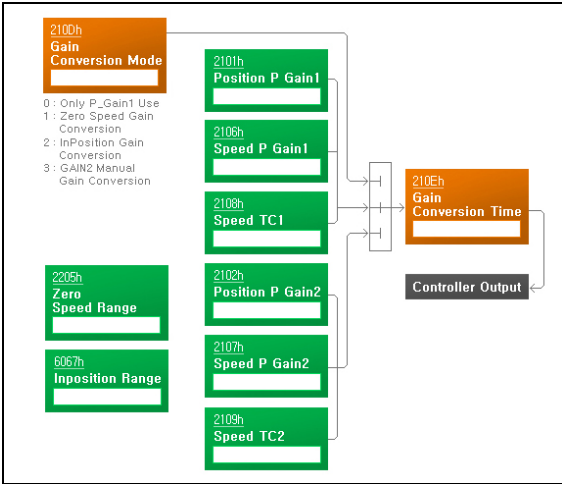 210Dh
Gain
Conversion Mode
0 : Only P_Gain1 Use
1 : Zero Speed Gain
Conversion
2 : InPosition Gain
Conversion
3 : GAIN2 Manual
Gain Conversion
2205h
Zero
Speed Range
6067h
Inposition Range
2101h
Position P Gain1
2106h
Speed P Gain1
2108h
Speed TC1
2102h
Position P Gain2
2107h
Speed P Gain2
2109h
Speed TC2
210Eh
Gain
Conversion Time
Controller Output